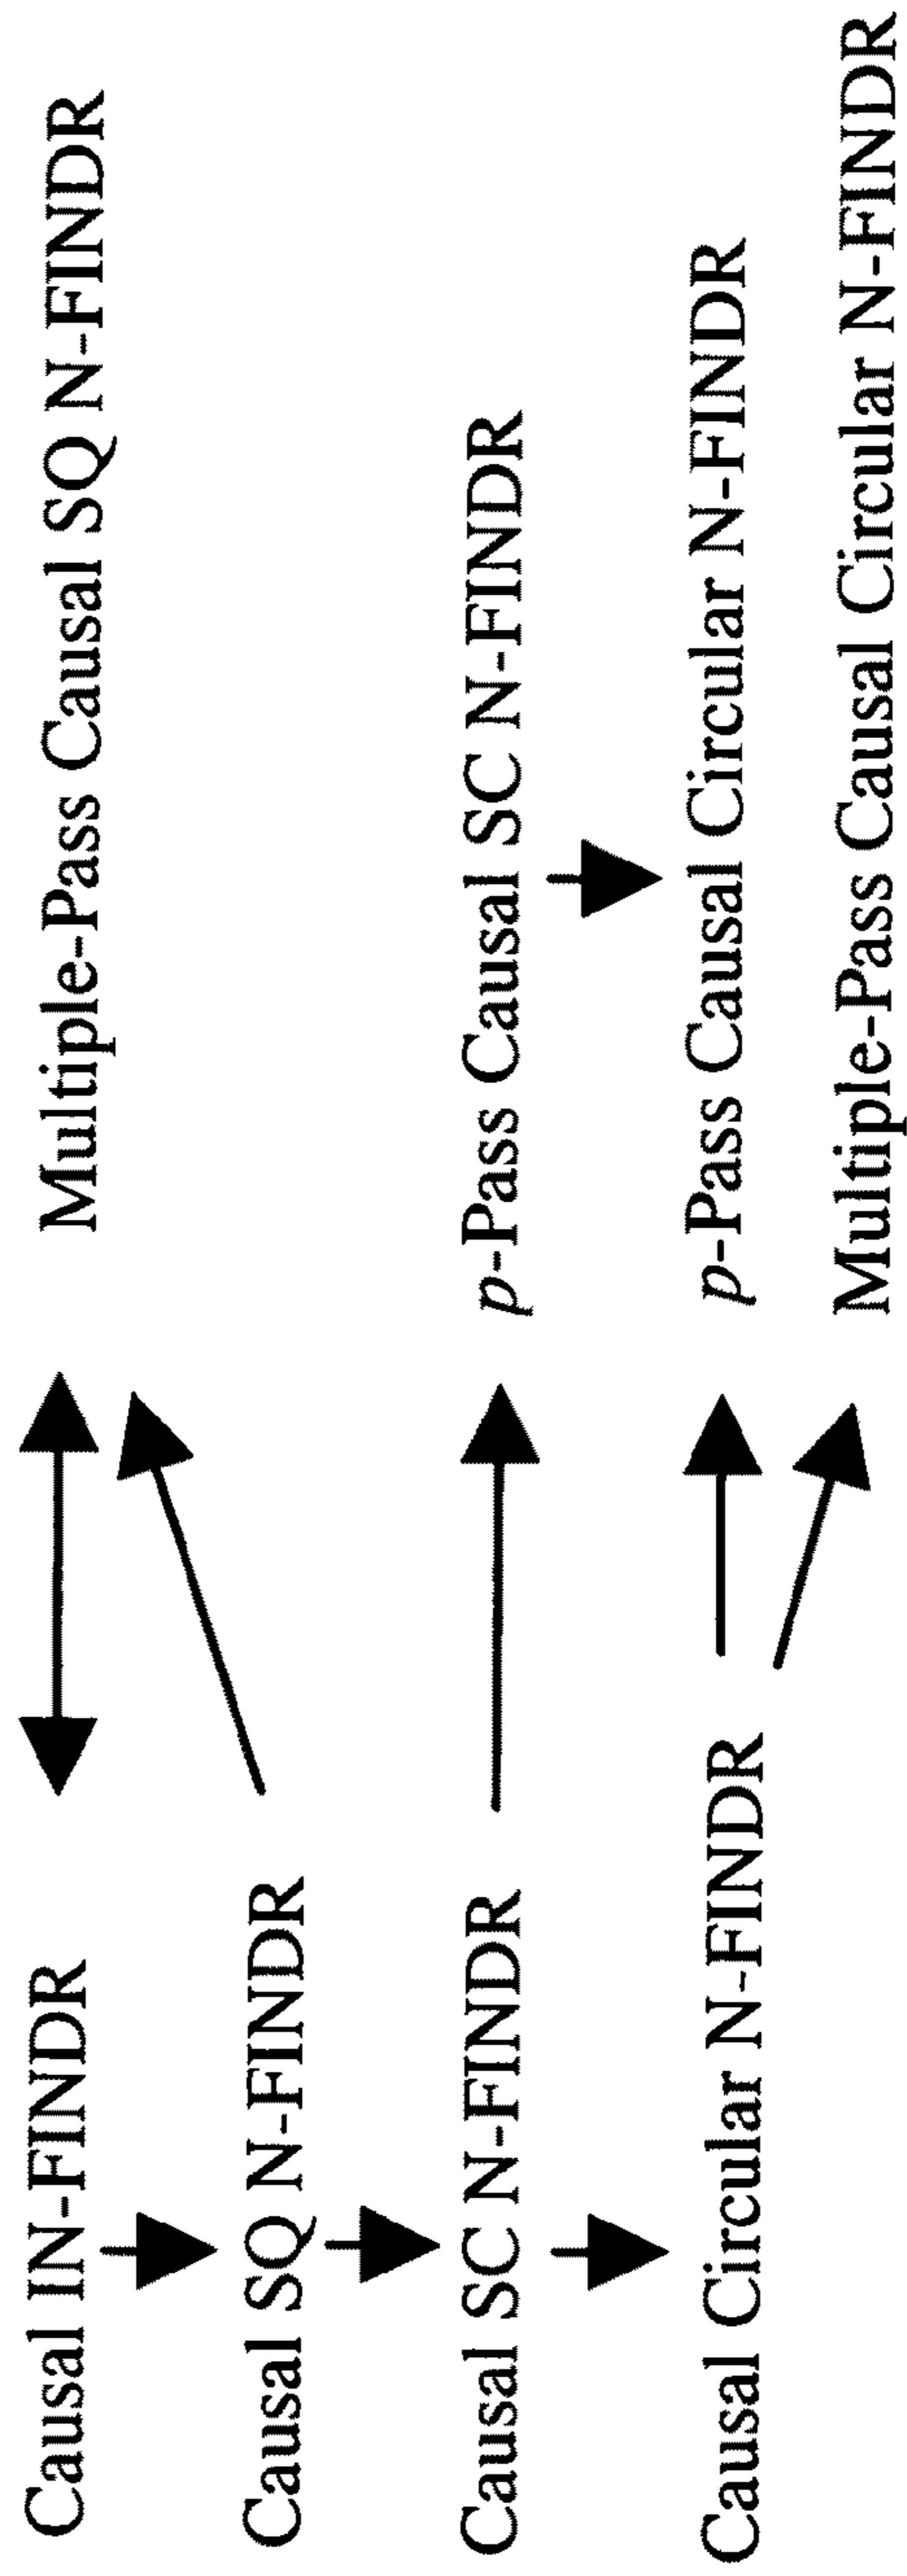 Causal IN-FINDR
Multiple-Pass Causal SQ N-FINDR
Causal SQ N-FINDR
Causal SC N-FINDR
p-Pass Causal SC N-FINDR
Causal Circular N-FINDR
p-Pass Causal Circular N-FINDR
Multiple-Pass Causal Circular N-FINDR